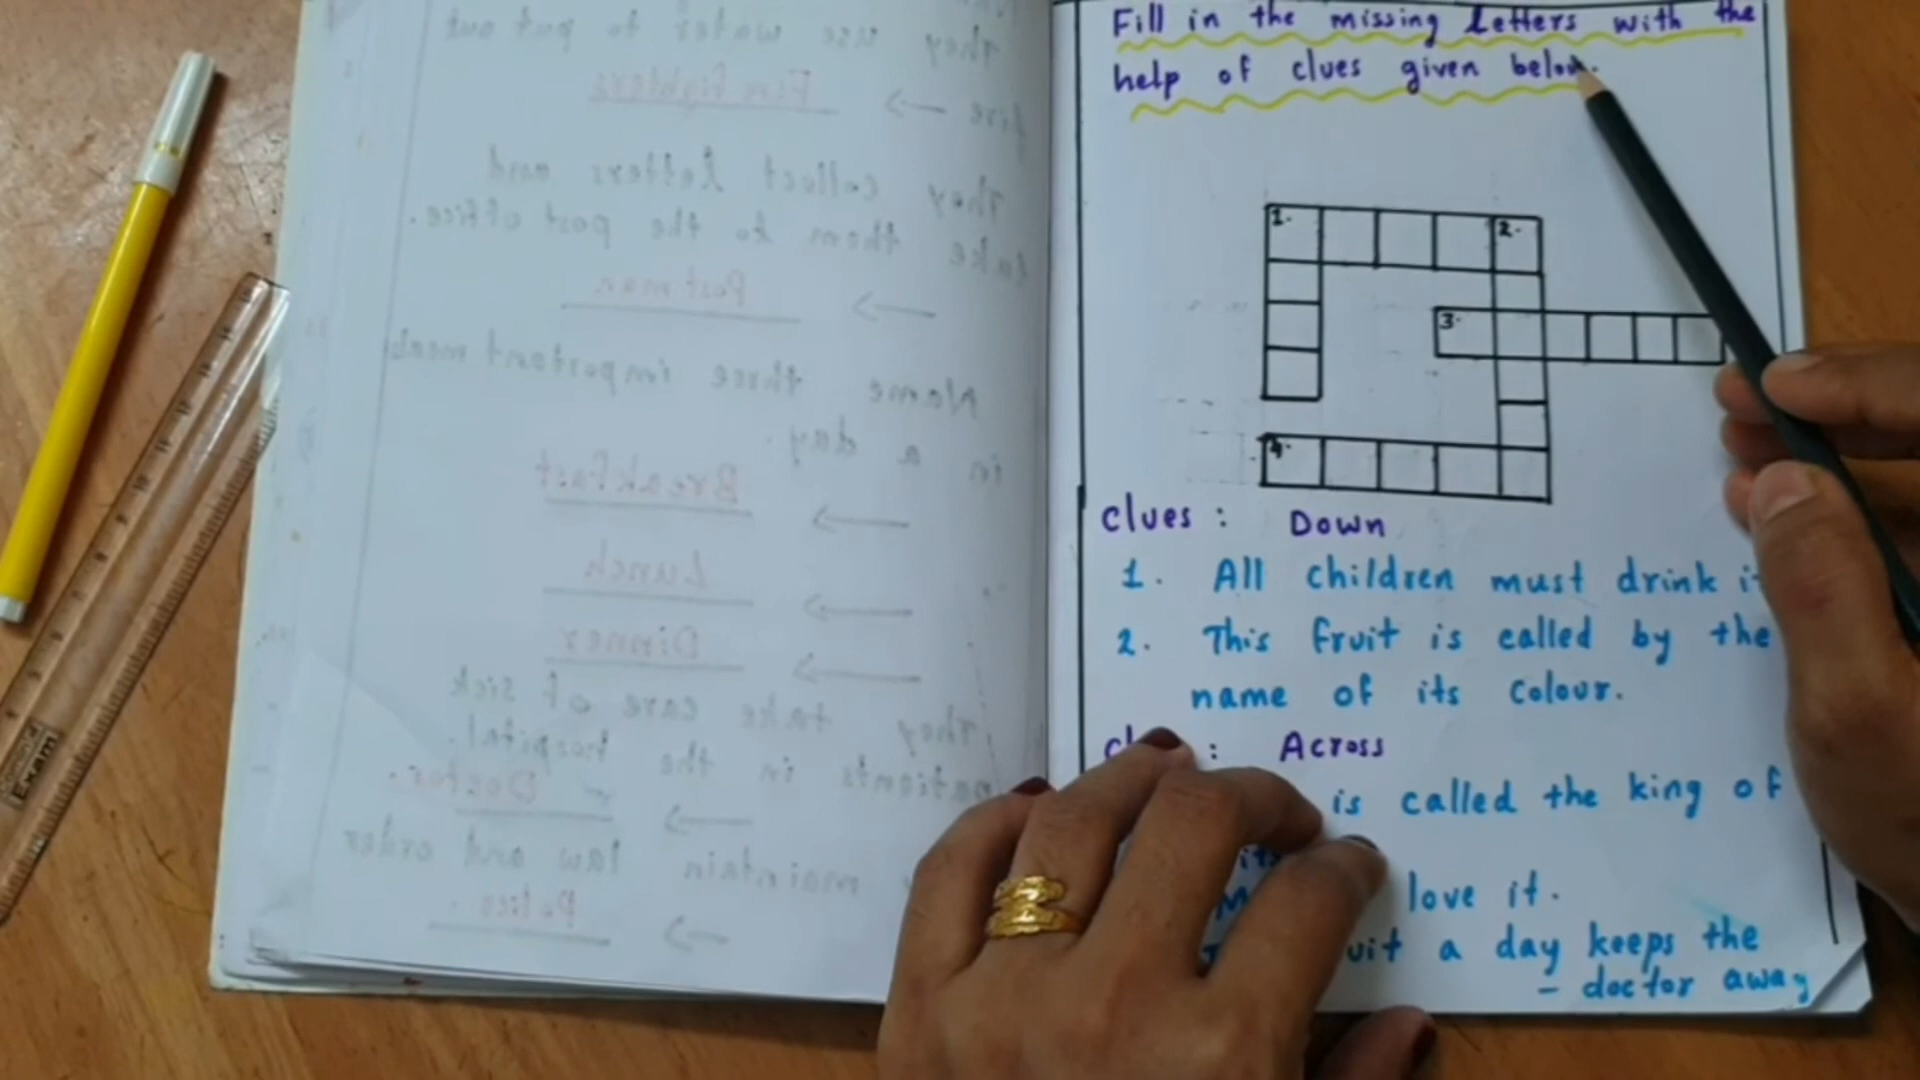 They use water to put out
fire → Fire fighters
They collect letters and
take them to the post office.
→ Postman
Name three important meals
in a day.
→ Breakfast
→ Lunch
→ Dinner
They take care of sick
patients in the hospital.
→ Doctor.
maintain law and order
→ Police.
Fill in the missing letters with the
help of clues given below.
1. 2.
3.
4.
Clues : Down
1. All children must drink
2. This fruit is called by the
name of its colour.
: Across
is called the king of
love it.
a day keeps the
- doctor away
Exam